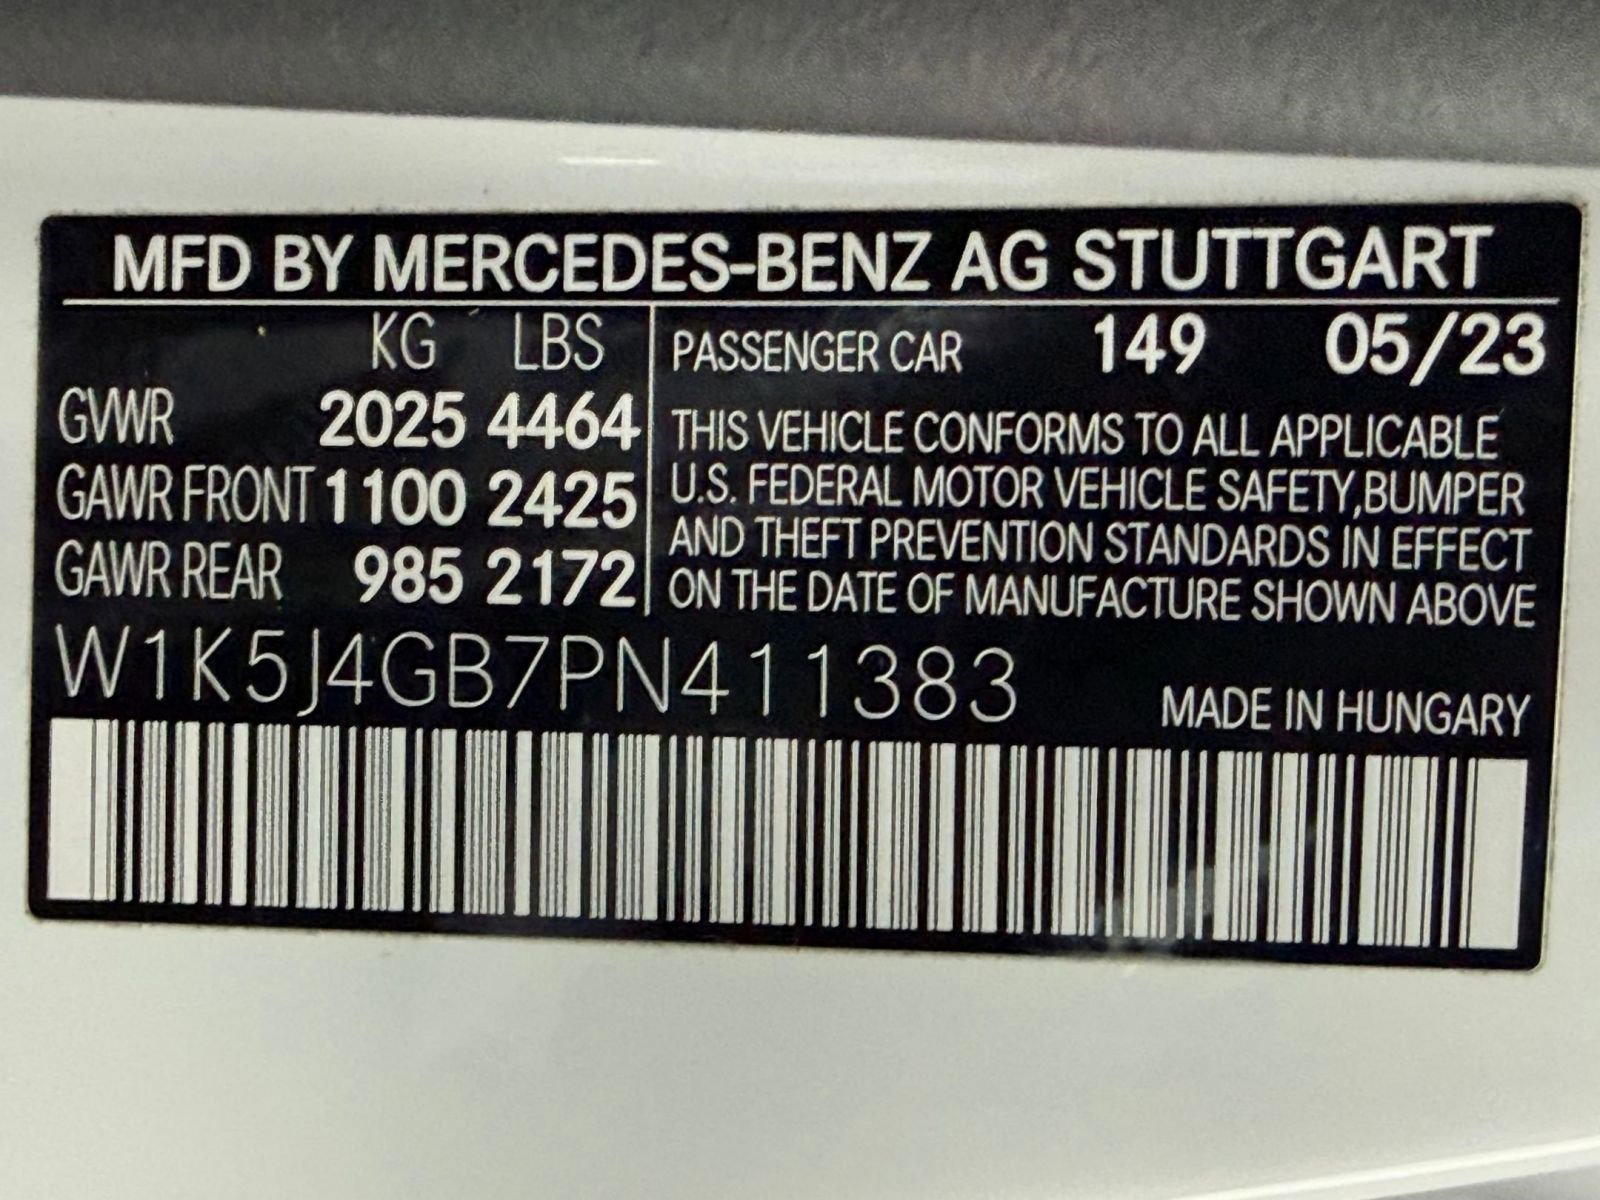 MFD BY MERCEDES-BENZ AG STUTTGART
KG LBS
GVWR 2025 4464
GAWR FRONT 1100 2425
GAWR REAR 985 2172
PASSENGER CAR 149 05/23
THIS VEHICLE CONFORMS TO ALL APPLICABLE
U.S. FEDERAL MOTOR VEHICLE SAFETY,BUMPER
AND THEFT PREVENTION STANDARDS IN EFFECT
ON THE DATE OF MANUFACTURE SHOWN ABOVE
W1K5J4GB7PN411383
MADE IN HUNGARY